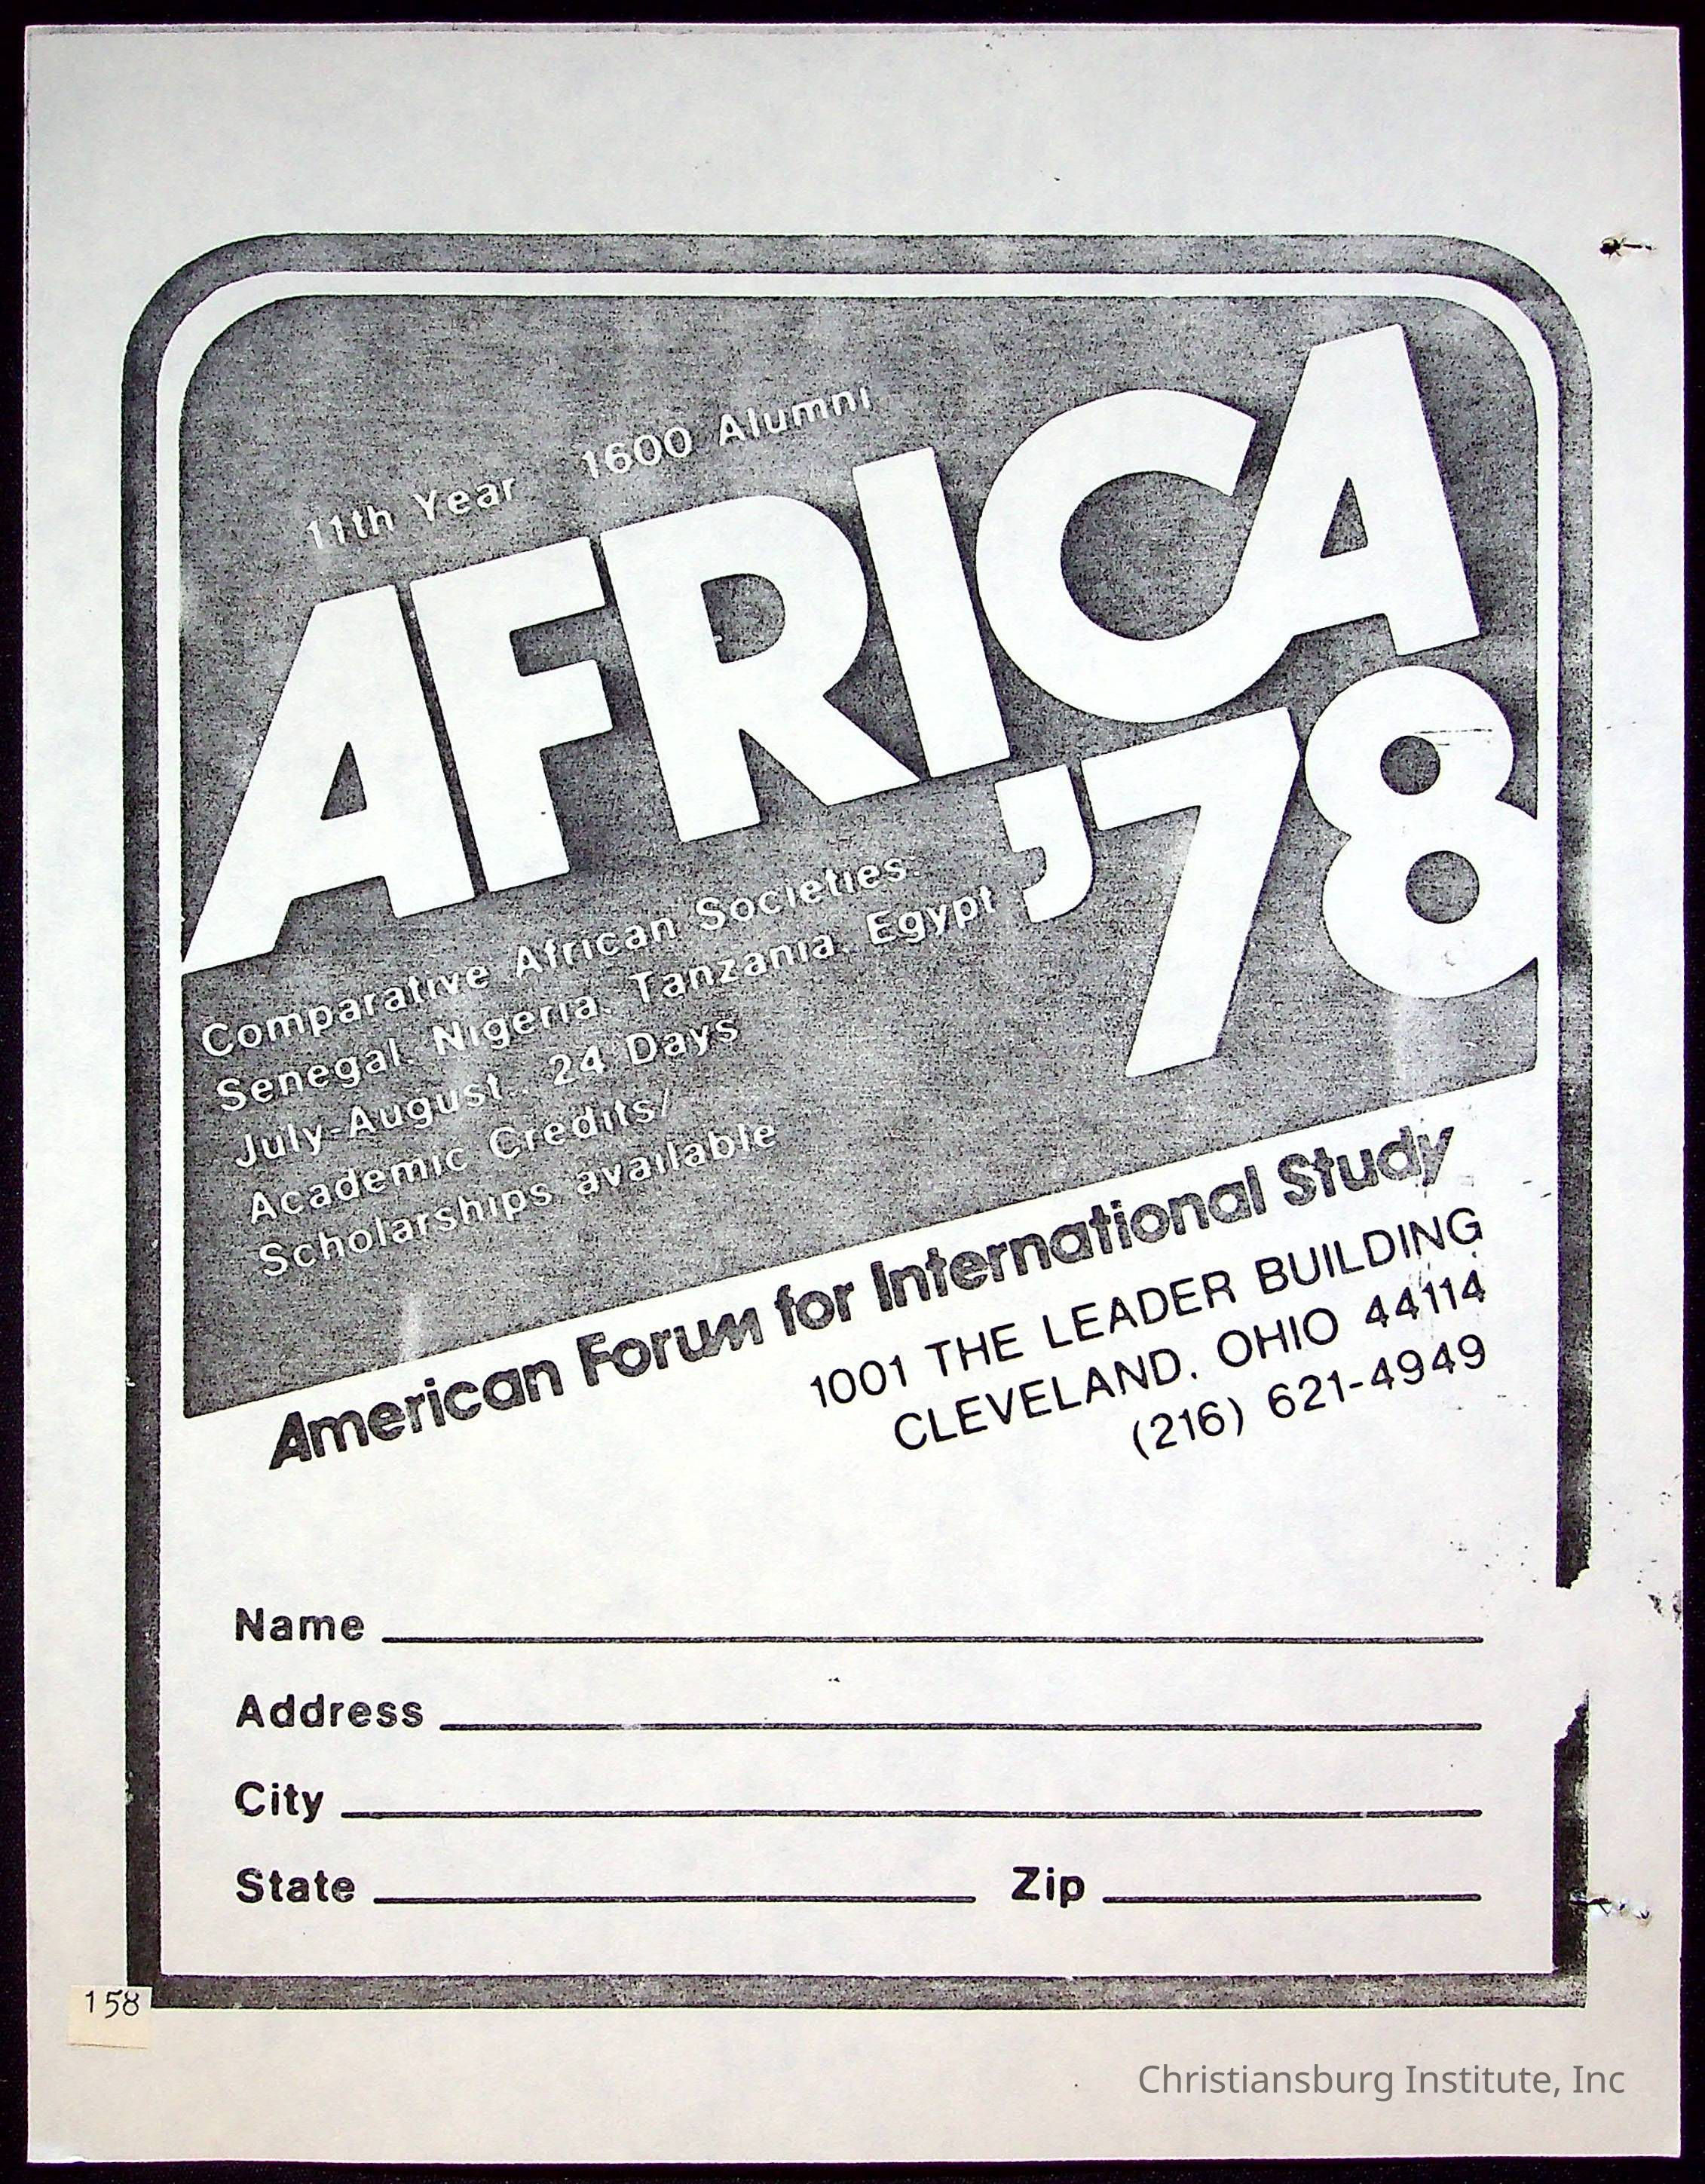 11th Year 1600 Alumni
AFRICA
'78
Comparative African Societies:
Senegal, Nigeria, Tanzania, Egypt
July-August.. 24 Days
Academic Credits/
Scholarships available
American Forum for International Study
1001 THE LEADER BUILDING
CLEVELAND, OHIO 44114
(216) 621-4949
Name
Address
City
State Zip
158
Christiansburg Institute, Inc